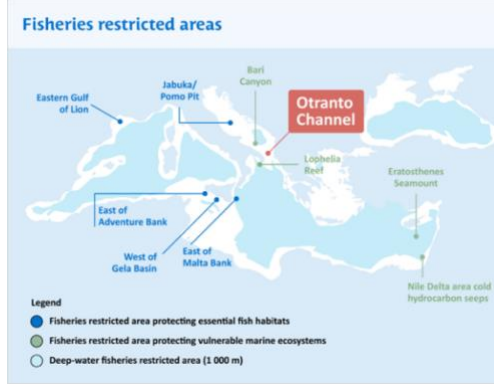 Fisheries restricted areas
Bari
Canyon
Jabuka/
Pomo Pit
Eastern Gulf
of Lion
Otranto
Channel
Lophelia
Reef
Eratosthenes
Seamount
East of
Adventure Bank
West of
Gela Basin
East of
Malta Bank
Nile Delta area cold
hydrocarbon seeps
Legend
Fisheries restricted area protecting essential fish habitats
Fisheries restricted area protecting vulnerable marine ecosystems
Deep-water fisheries restricted area (1 000 m)